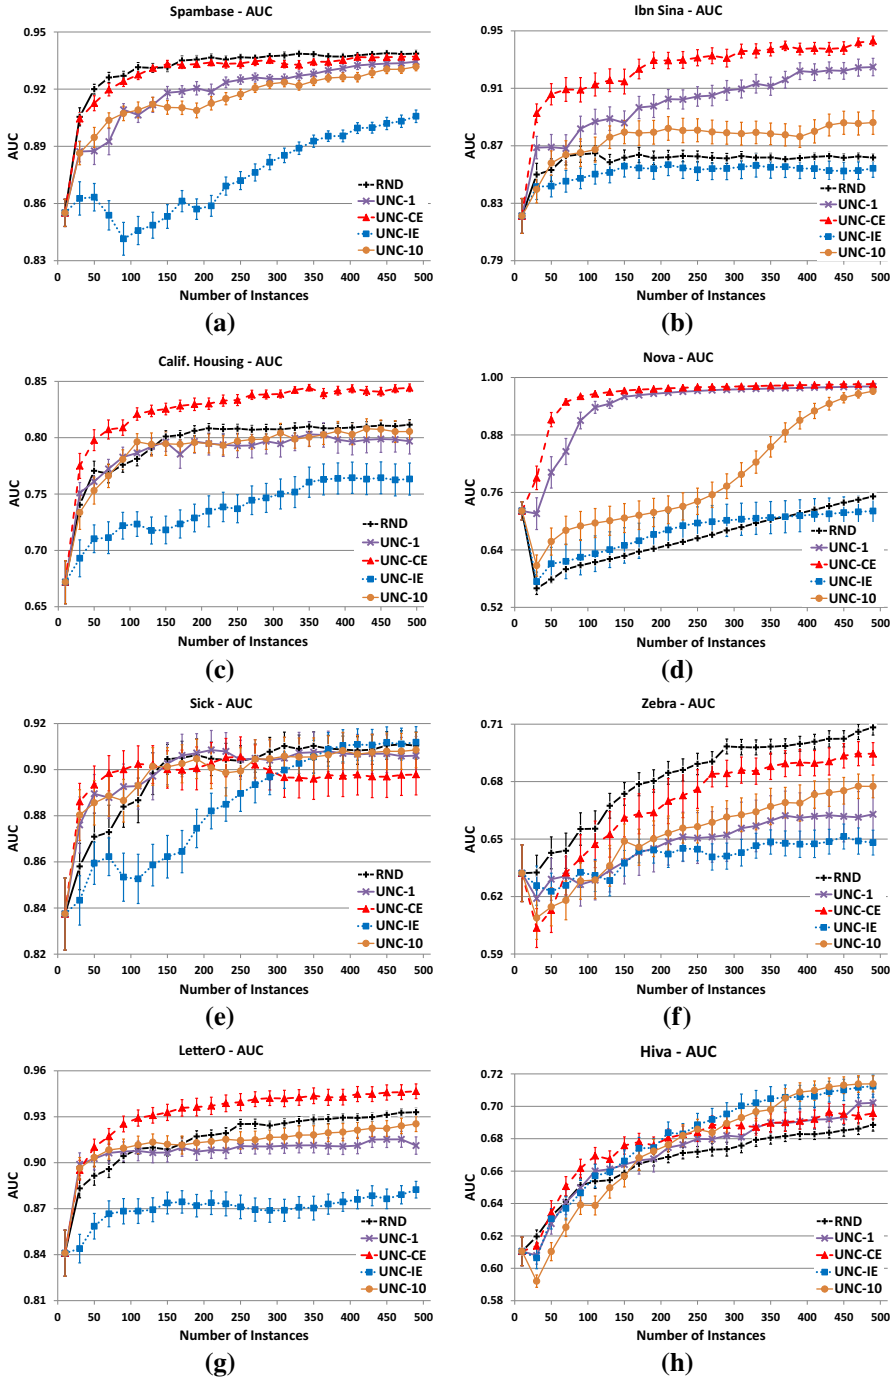 Spambase - AUC
AUC
0.95
0.92
0.89
0.86
0.83
RND
UNC-1
UNC-CE
UNC-IE
UNC-10
0 50 100 150 200 250 300 350 400 450 500
Number of Instances
(a)
Ibn Sina - AUC
AUC
0.95
0.91
0.87
0.83
0.79
RND
UNC-1
UNC-CE
UNC-IE
UNC-10
0 50 100 150 200 250 300 350 400 450 500
Number of Instances
(b)
Calif. Housing - AUC
AUC
0.85
0.80
0.75
0.70
0.65
RND
UNC-1
UNC-CE
UNC-IE
UNC-10
0 50 100 150 200 250 300 350 400 450 500
Number of Instances
(c)
Nova - AUC
AUC
1.00
0.88
0.76
0.64
0.52
RND
UNC-1
UNC-CE
UNC-IE
UNC-10
0 50 100 150 200 250 300 350 400 450 500
Number of Instances
(d)
Sick - AUC
AUC
0.92
0.90
0.88
0.86
0.84
0.82
RND
UNC-1
UNC-CE
UNC-IE
UNC-10
0 50 100 150 200 250 300 350 400 450 500
Number of Instances
(e)
Zebra - AUC
AUC
0.71
0.68
0.65
0.62
0.59
RND
UNC-1
UNC-CE
UNC-IE
UNC-10
0 50 100 150 200 250 300 350 400 450 500
Number of Instances
(f)
LetterO - AUC
AUC
0.96
0.93
0.90
0.87
0.84
0.81
RND
UNC-1
UNC-CE
UNC-IE
UNC-10
0 50 100 150 200 250 300 350 400 450 500
Number of Instances
(g)
Hiva - AUC
AUC
0.72
0.70
0.68
0.66
0.64
0.62
0.60
0.58
RND
UNC-1
UNC-CE
UNC-IE
UNC-10
0 50 100 150 200 250 300 350 400 450 500
Number of Instances
(h)